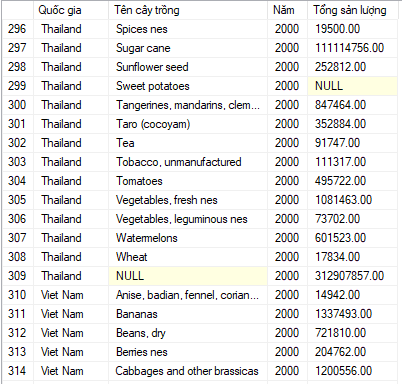 Quốc gia Tên cây trồng Năm Tổng sản lượng
296 Thailand Spices nes 2000 19500.00
297 Thailand Sugar cane 2000 111114756.00
298 Thailand Sunflower seed 2000 252812.00
299 Thailand Sweet potatoes 2000 NULL
300 Thailand Tangerines, mandarins, clem... 2000 847464.00
301 Thailand Taro (cocoyam) 2000 352884.00
302 Thailand Tea 2000 91747.00
303 Thailand Tobacco, unmanufactured 2000 111317.00
304 Thailand Tomatoes 2000 495722.00
305 Thailand Vegetables, fresh nes 2000 1081463.00
306 Thailand Vegetables, leguminous nes 2000 73702.00
307 Thailand Watermelons 2000 601523.00
308 Thailand Wheat 2000 17834.00
309 Thailand NULL 2000 312907857.00
310 Viet Nam Anise, badian, fennel, corian... 2000 14942.00
311 Viet Nam Bananas 2000 1337493.00
312 Viet Nam Beans, dry 2000 721810.00
313 Viet Nam Berries nes 2000 204762.00
314 Viet Nam Cabbages and other brassicas 2000 1200556.00